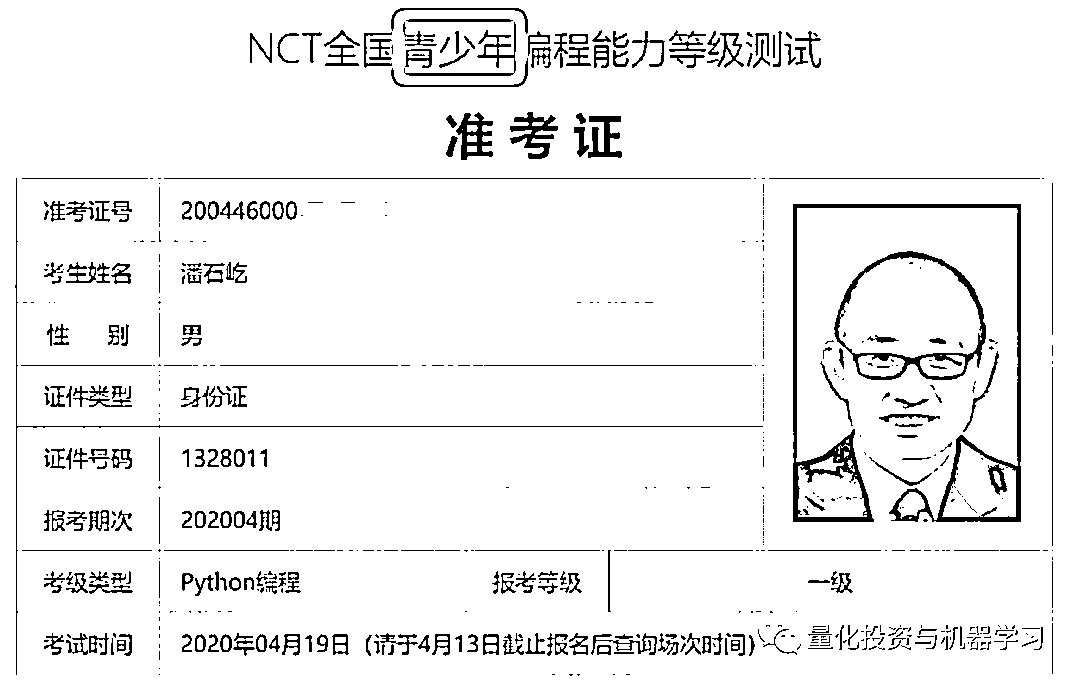 NCT全国青少年编程能力等级测试
准考证
准考证号 200446000
考生姓名 潘石屹
性 别 男
证件类型 身份证
证件号码 1328011
报考期次 202004期
考级类型 Python编程 报考等级 一级
考试时间 2020年04月19日（请于4月13日截止报名后查询场次时间）
量化投资与机器学习